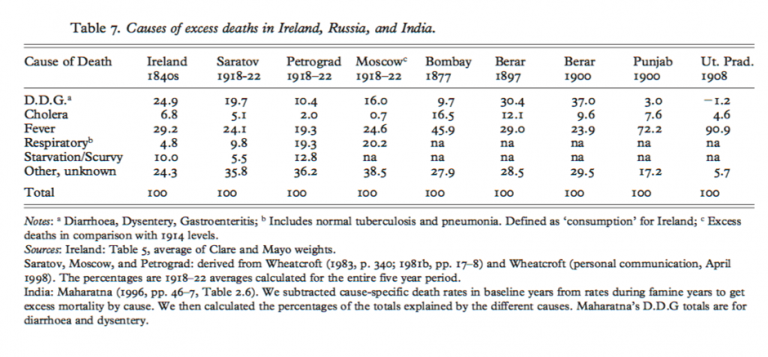 Table 7. Causes of excess deaths in Ireland, Russia, and India.
Cause of Death Ireland Saratov Petrograd Moscowᶜ Bombay Berar Berar Punjab Ut. Prad.
1840s 1918-22 1918–22 1918–22 1877 1897 1900 1900 1908
D.D.G.ᵃ 24.9 19.7 10.4 16.0 9.7 30.4 37.0 3.0 −1.2
Cholera 6.8 5.1 2.0 0.7 16.5 12.1 9.6 7.6 4.6
Fever 29.2 24.1 19.3 24.6 45.9 29.0 23.9 72.2 90.9
Respiratoryᵇ 4.8 9.8 19.3 20.2 na na na na na
Starvation/Scurvy 10.0 5.5 12.8 na na na na na na
Other, unknown 24.3 35.8 36.2 38.5 27.9 28.5 29.5 17.2 5.7
Total 100 100 100 100 100 100 100 100 100
Notes: ᵃ Diarrhoea, Dysentery, Gastroenteritis; ᵇ Includes normal tuberculosis and pneumonia. Defined as ‘consumption’ for Ireland; ᶜ Excess
deaths in comparison with 1914 levels.
Sources: Ireland: Table 5, average of Clare and Mayo weights.
Saratov, Moscow, and Petrograd: derived from Wheatcroft (1983, p. 340; 1981b, pp. 17–8) and Wheatcroft (personal communication, April
1998). The percentages are 1918–22 averages calculated for the entire five year period.
India: Maharatna (1996, pp. 46–7, Table 2.6). We subtracted cause-specific death rates in baseline years from rates during famine years to get
excess mortality by cause. We then calculated the percentages of the totals explained by the different causes. Maharatna’s D.D.G totals are for
diarrhoea and dysentery.